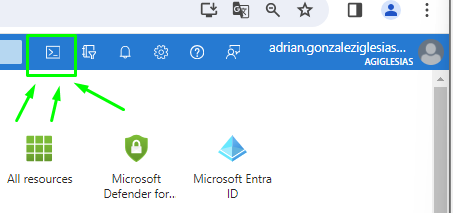 adrian.gonzaleziglesias...
AGIGLESIAS
All resources
Microsoft
Defender for..
Microsoft Entra
ID